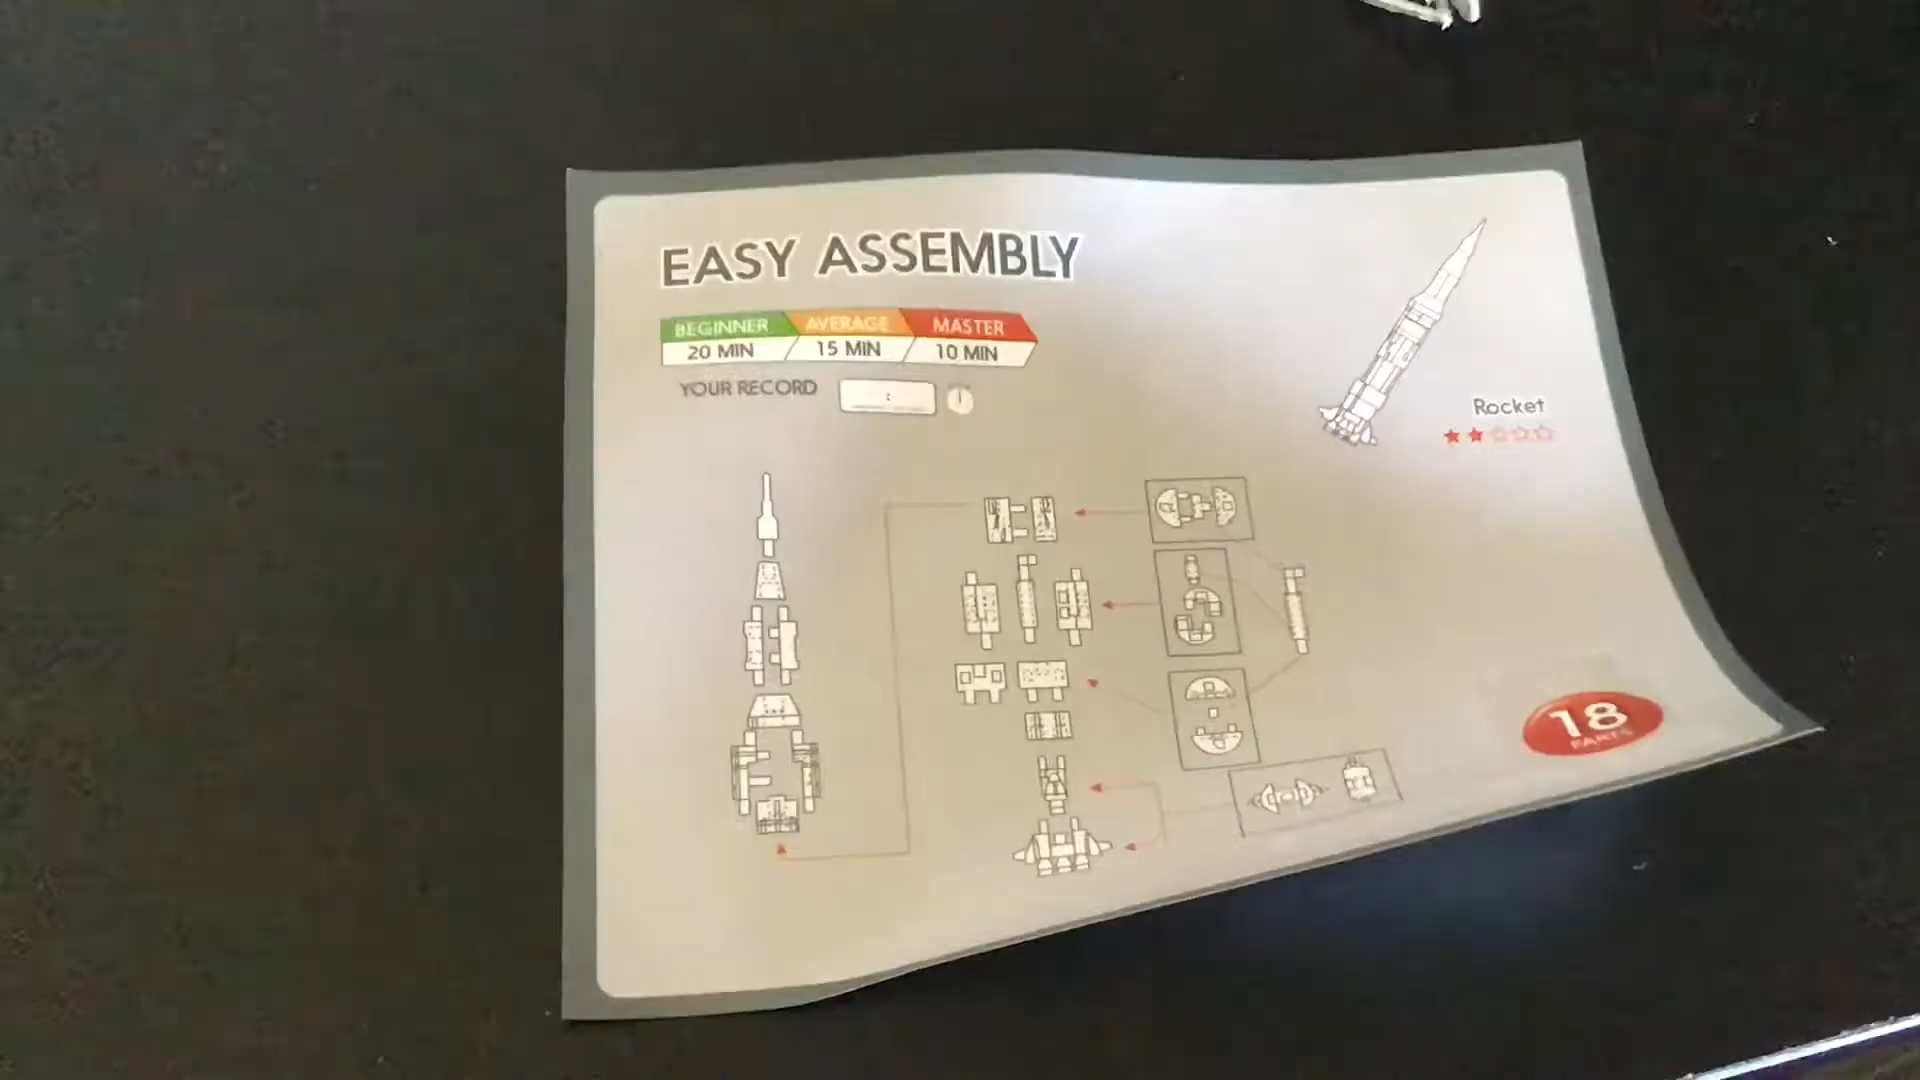 EASY ASSEMBLY
BEGINNER AVERAGE MASTER
20 MIN 15 MIN 10 MIN
YOUR RECORD :
Rocket
18
PARTS